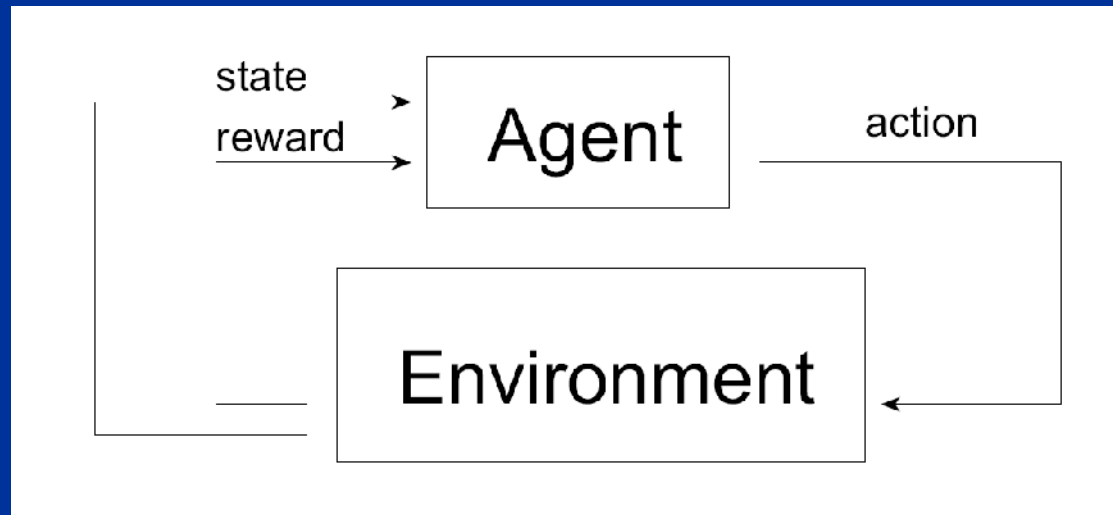 state
reward
Agent
action
Environment